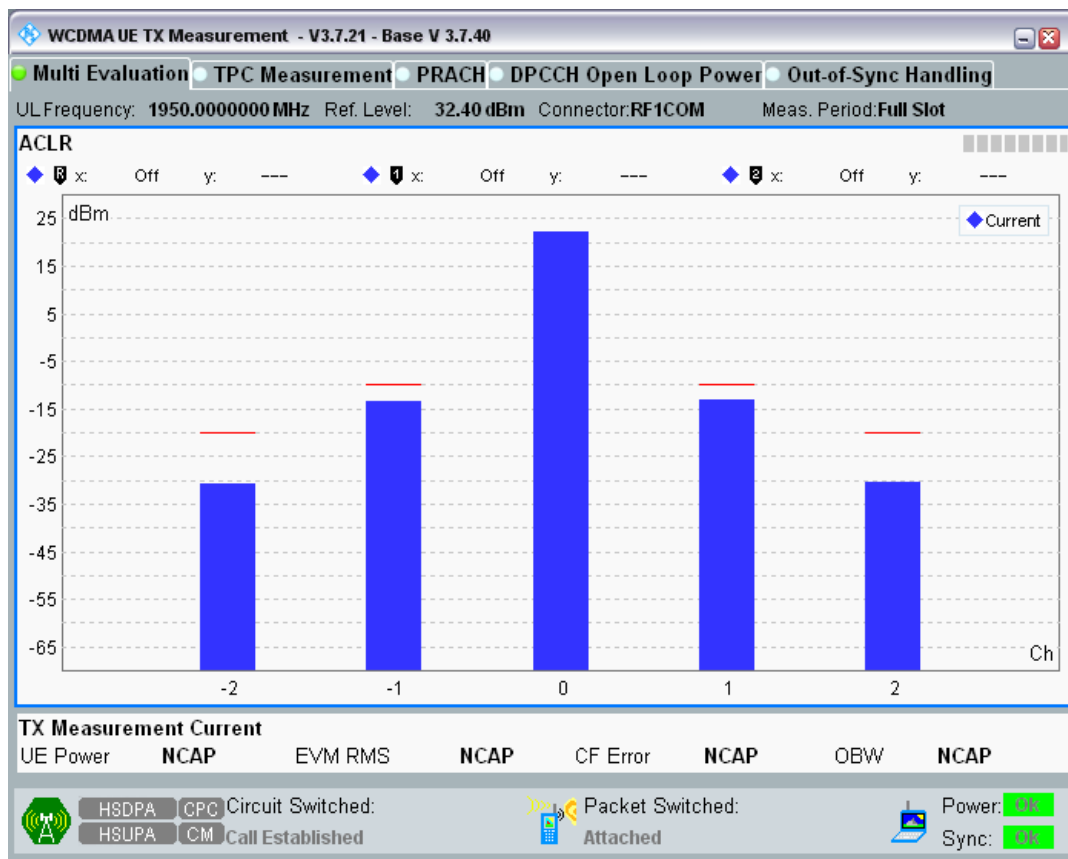 WCDMA UE TX Measurement - V3.7.21 - Base V 3.7.40
Multi Evaluation TPC Measurement PRACH DPCCH Open Loop Power Out-of-Sync Handling
UL Frequency: 1950.0000000 MHz Ref. Level: 32.40 dBm Connector:RF1COM Meas. Period:Full Slot
ACLR
R x: Off y: --- 1 x: Off y: --- 2 x: Off y: ---
dBm
Current
25
15
5
-5
-15
-25
-35
-45
-55
-65
Ch
-2 -1 0 1 2
TX Measurement Current
UE Power NCAP EVM RMS NCAP CF Error NCAP OBW NCAP
HSDPA CPC Circuit Switched: Packet Switched: Power: OK
HSUPA CM Call Established Attached Sync: OK